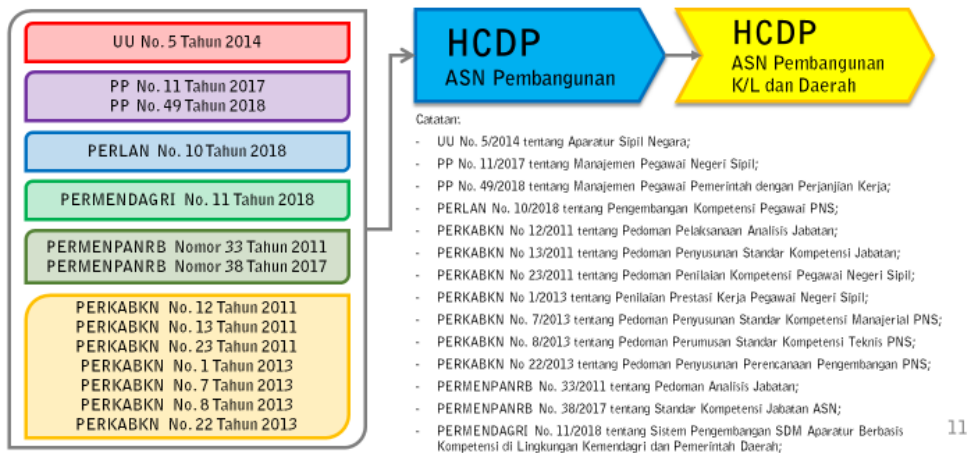 UU No. 5 Tahun 2014
PP No. 11 Tahun 2017
PP No. 49 Tahun 2018
PERLAN No. 10 Tahun 2018
PERMENDAGRI No. 11 Tahun 2018
PERMENPANRB Nomor 33 Tahun 2011
PERMENPANRB Nomor 38 Tahun 2017
PERKABKN No. 12 Tahun 2011
PERKABKN No. 13 Tahun 2011
PERKABKN No. 23 Tahun 2011
PERKABKN No. 1 Tahun 2013
PERKABKN No. 7 Tahun 2013
PERKABKN No. 8 Tahun 2013
PERKABKN No. 22 Tahun 2013
HCDP
ASN Pembangunan
HCDP
ASN Pembangunan
K/L dan Daerah
Catatan:
- UU No. 5/2014 tentang Aparatur Sipil Negara;
- PP No. 11/2017 tentang Manajemen Pegawai Negeri Sipil;
- PP No. 49/2018 tentang Manajemen Pegawai Pemerintah dengan Perjanjian Kerja;
- PERLAN No. 10/2018 tentang Pengembangan Kompetensi Pegawai PNS;
- PERKABKN No 12/2011 tentang Pedoman Pelaksanaan Analisis Jabatan;
- PERKABKN No 13/2011 tentang Pedoman Penyusunan Standar Kompetensi Jabatan;
- PERKABKN No 23/2011 tentang Pedoman Penilaian Kompetensi Pegawai Negeri Sipil;
- PERKABKN No 1/2013 tentang Penilaian Prestasi Kerja Pegawai Negeri Sipil;
- PERKABKN No. 7/2013 tentang Pedoman Penyusunan Standar Kompetensi Manajerial PNS;
- PERKABKN No. 8/2013 tentang Pedoman Perumusan Standar Kompetensi Teknis PNS;
- PERKABKN No 22/2013 tentang Pedoman Penyusunan Perencanaan Pengembangan PNS;
- PERMENPANRB No. 33/2011 tentang Pedoman Analisis Jabatan;
- PERMENPANRB No. 38/2017 tentang Standar Kompetensi Jabatan ASN;
- PERMENDAGRI No. 11/2018 tentang Sistem Pengembangan SDM Aparatur Berbasis
Kompetensi di Lingkungan Kemendagri dan Pemerintah Daerah;
11